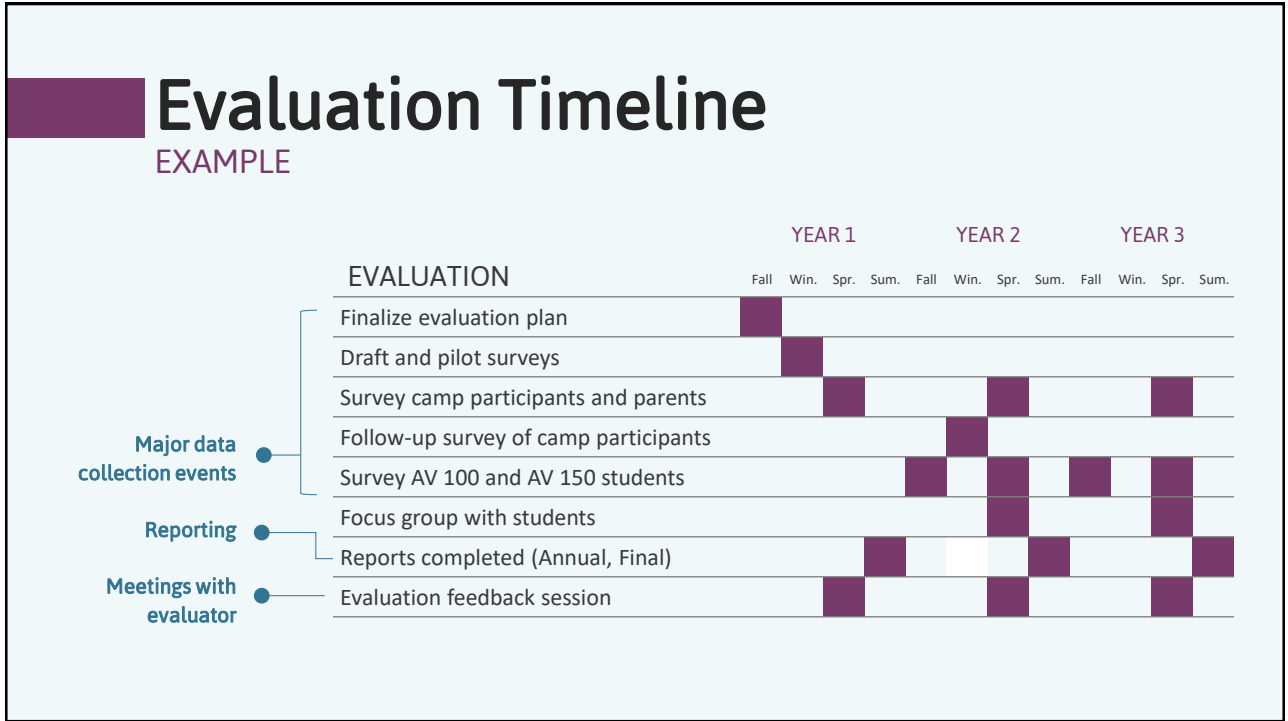 Evaluation Timeline
EXAMPLE
YEAR 1 YEAR 2 YEAR 3
EVALUATION Fall Win. Spr. Sum. Fall Win. Spr. Sum. Fall Win. Spr. Sum.
Finalize evaluation plan
Draft and pilot surveys
Survey camp participants and parents
Follow-up survey of camp participants
Survey AV 100 and AV 150 students
Focus group with students
Reports completed (Annual, Final)
Evaluation feedback session
Major data
collection events
Reporting
Meetings with
evaluator